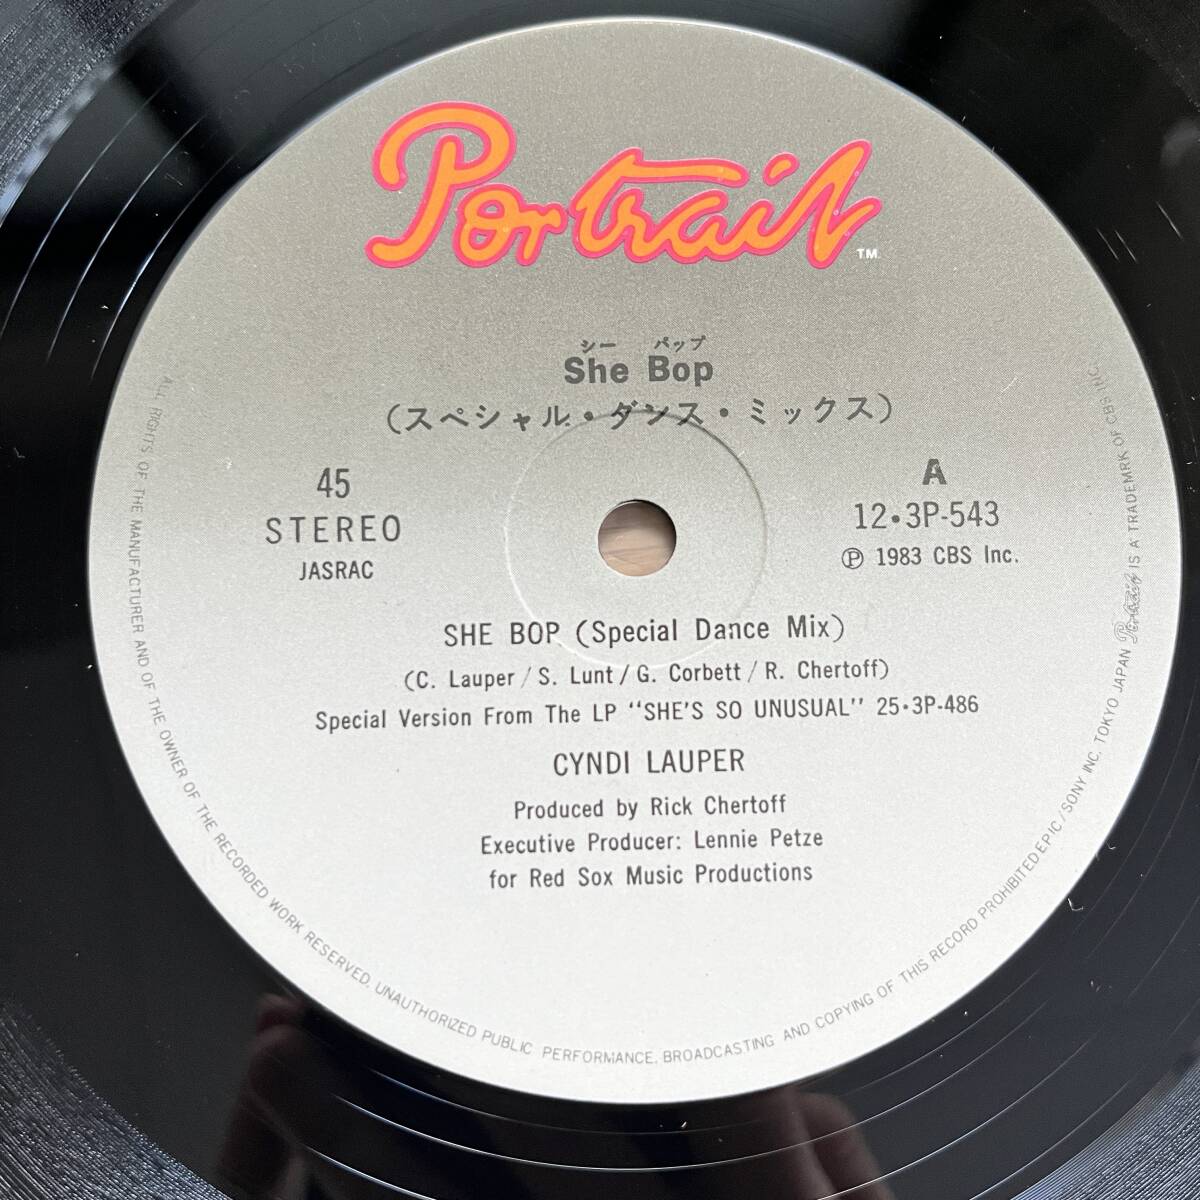 Portrait
TM.
シー バップ
She Bop
(スペシャル・ダンス・ミックス)
45
STEREO
JASRAC
A
12・3P-543
Ⓟ 1983 CBS Inc.
SHE BOP (Special Dance Mix)
(C. Lauper / S. Lunt / G. Corbett / R. Chertoff)
Special Version From The LP "SHE'S SO UNUSUAL" 25・3P-486
CYNDI LAUPER
Produced by Rick Chertoff
Executive Producer: Lennie Petze
for Red Sox Music Productions
ALL RIGHTS OF THE MANUFACTURER AND OF THE OWNER OF THE RECORDED WORK RESERVED. UNAUTHORIZED PUBLIC PERFORMANCE. BROADCASTING AND COPYING OF THIS RECORD PROHIBITED EPIC/SONY INC. TOKYO JAPAN Portrait IS A TRADEMRK OF CBS INC.